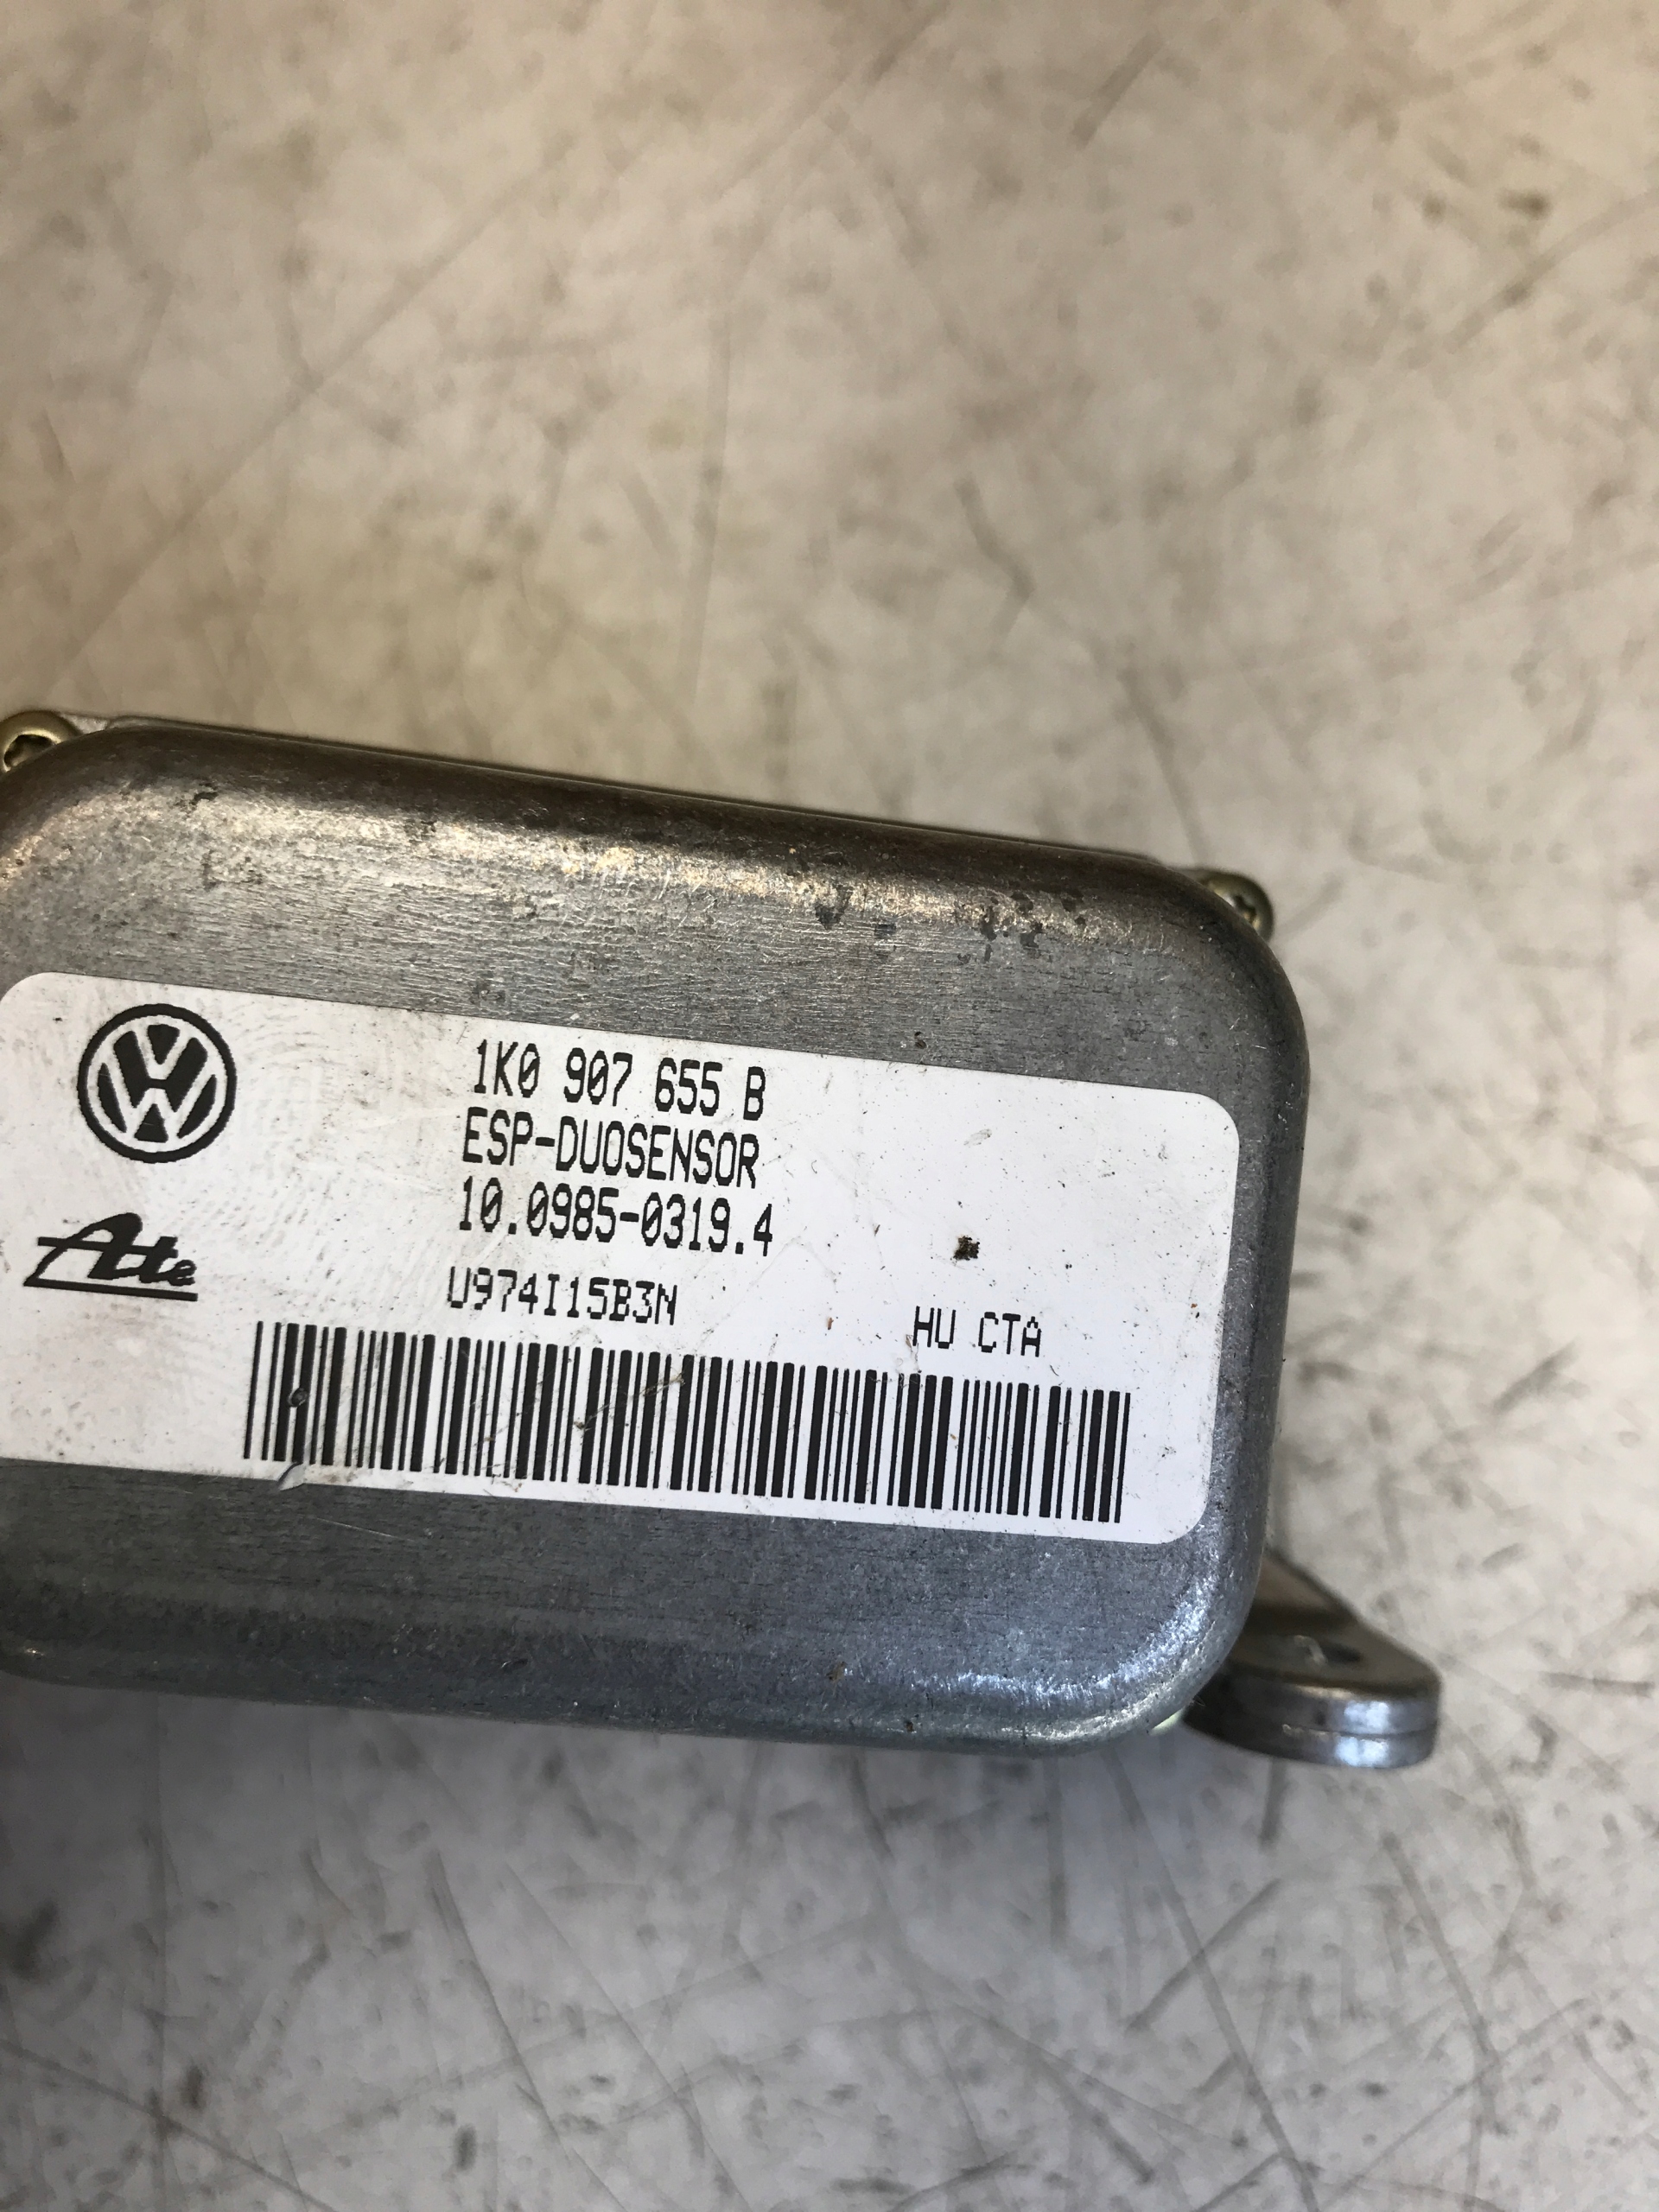 1K0 907 655 B
ESP-DUOSENSOR
10.0985-0319.4
Ate
U974I15B3N
HU CTA